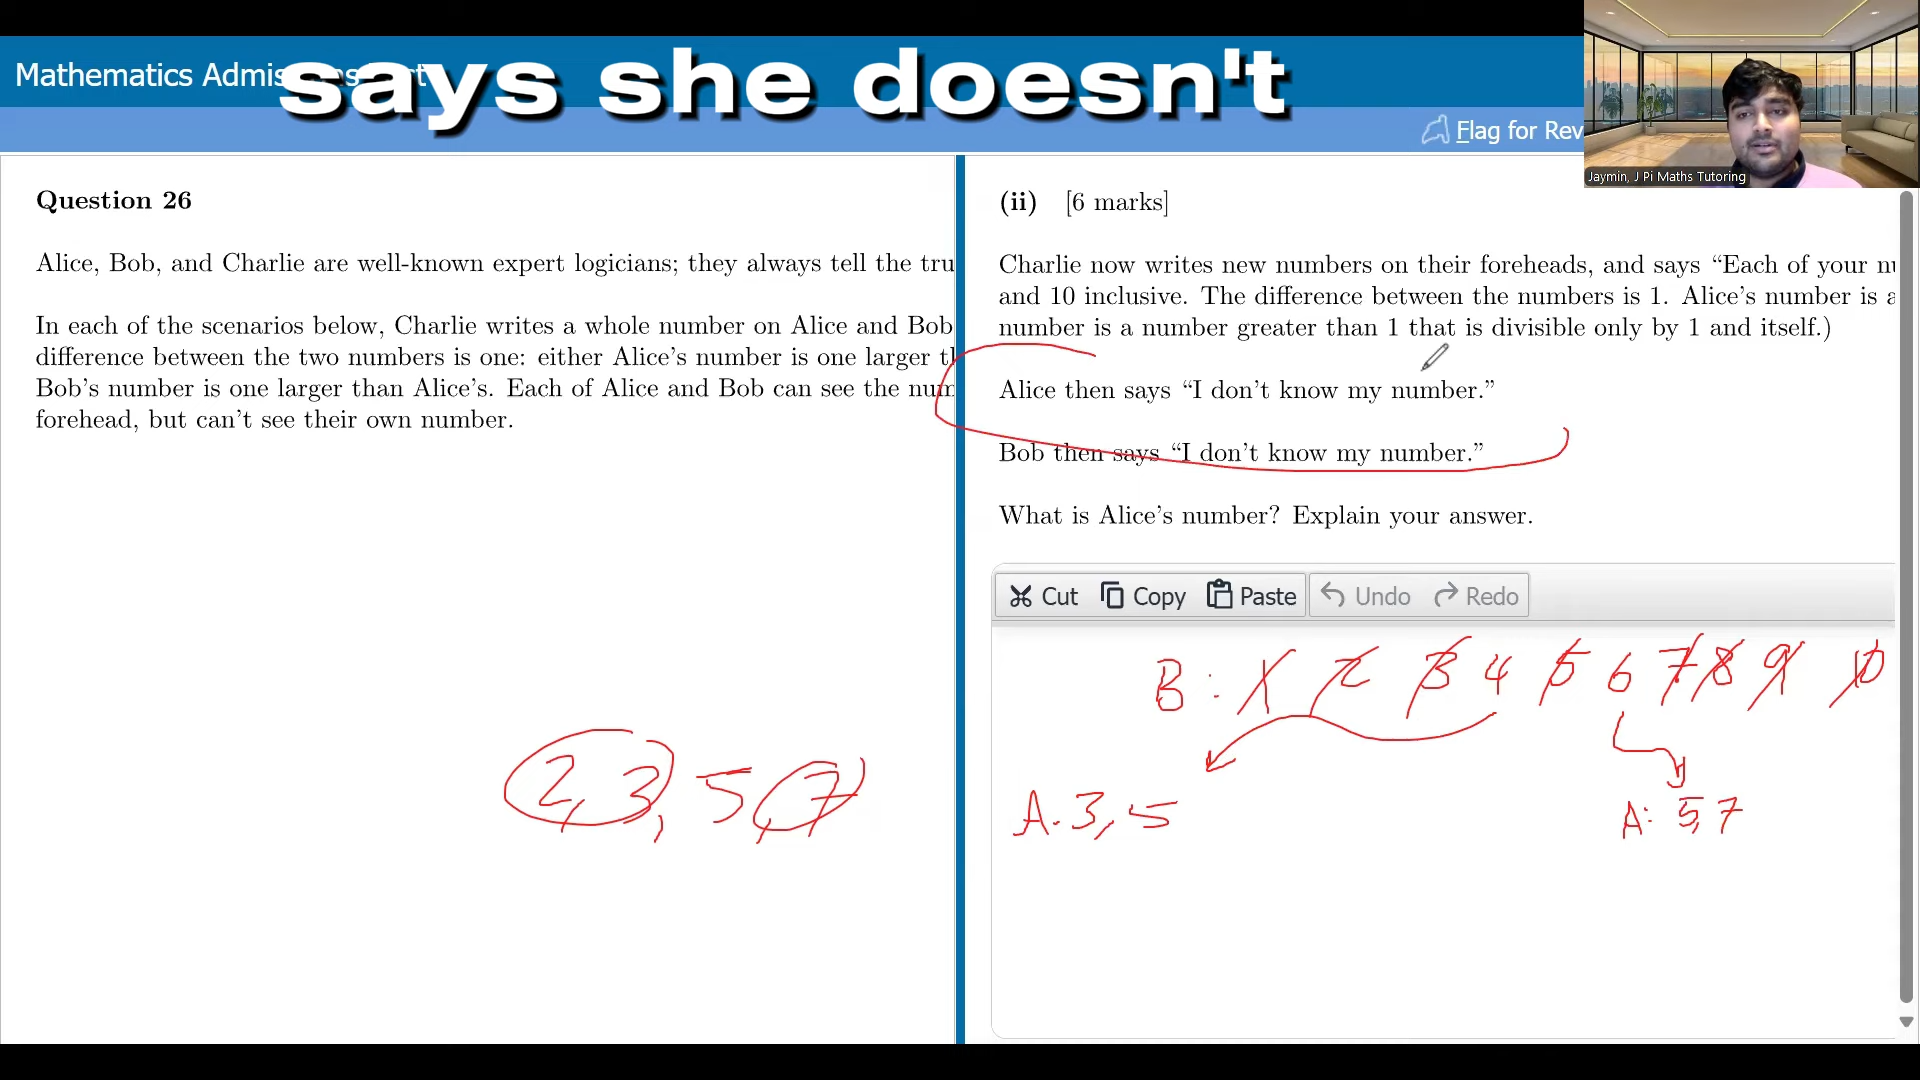 says she doesn't
Mathematics Admissions
Flag for Rev
Jaymin, J Pi Maths Tutoring
Question 26
Alice, Bob, and Charlie are well-known expert logicians; they always tell the tru
In each of the scenarios below, Charlie writes a whole number on Alice and Bob
difference between the two numbers is one: either Alice's number is one larger th
Bob's number is one larger than Alice's. Each of Alice and Bob can see the num
forehead, but can't see their own number.
2, 3, 5, 7
(ii) [6 marks]
Charlie now writes new numbers on their foreheads, and says “Each of your nu
and 10 inclusive. The difference between the numbers is 1. Alice's number is a
number is a number greater than 1 that is divisible only by 1 and itself.)
Alice then says “I don't know my number.”
Bob then says “I don't know my number.”
What is Alice's number? Explain your answer.
Cut Copy Paste Undo Redo
B: 1 2 3 4 5 6 7 8 9 10
A. 3, 5
A: 5, 7